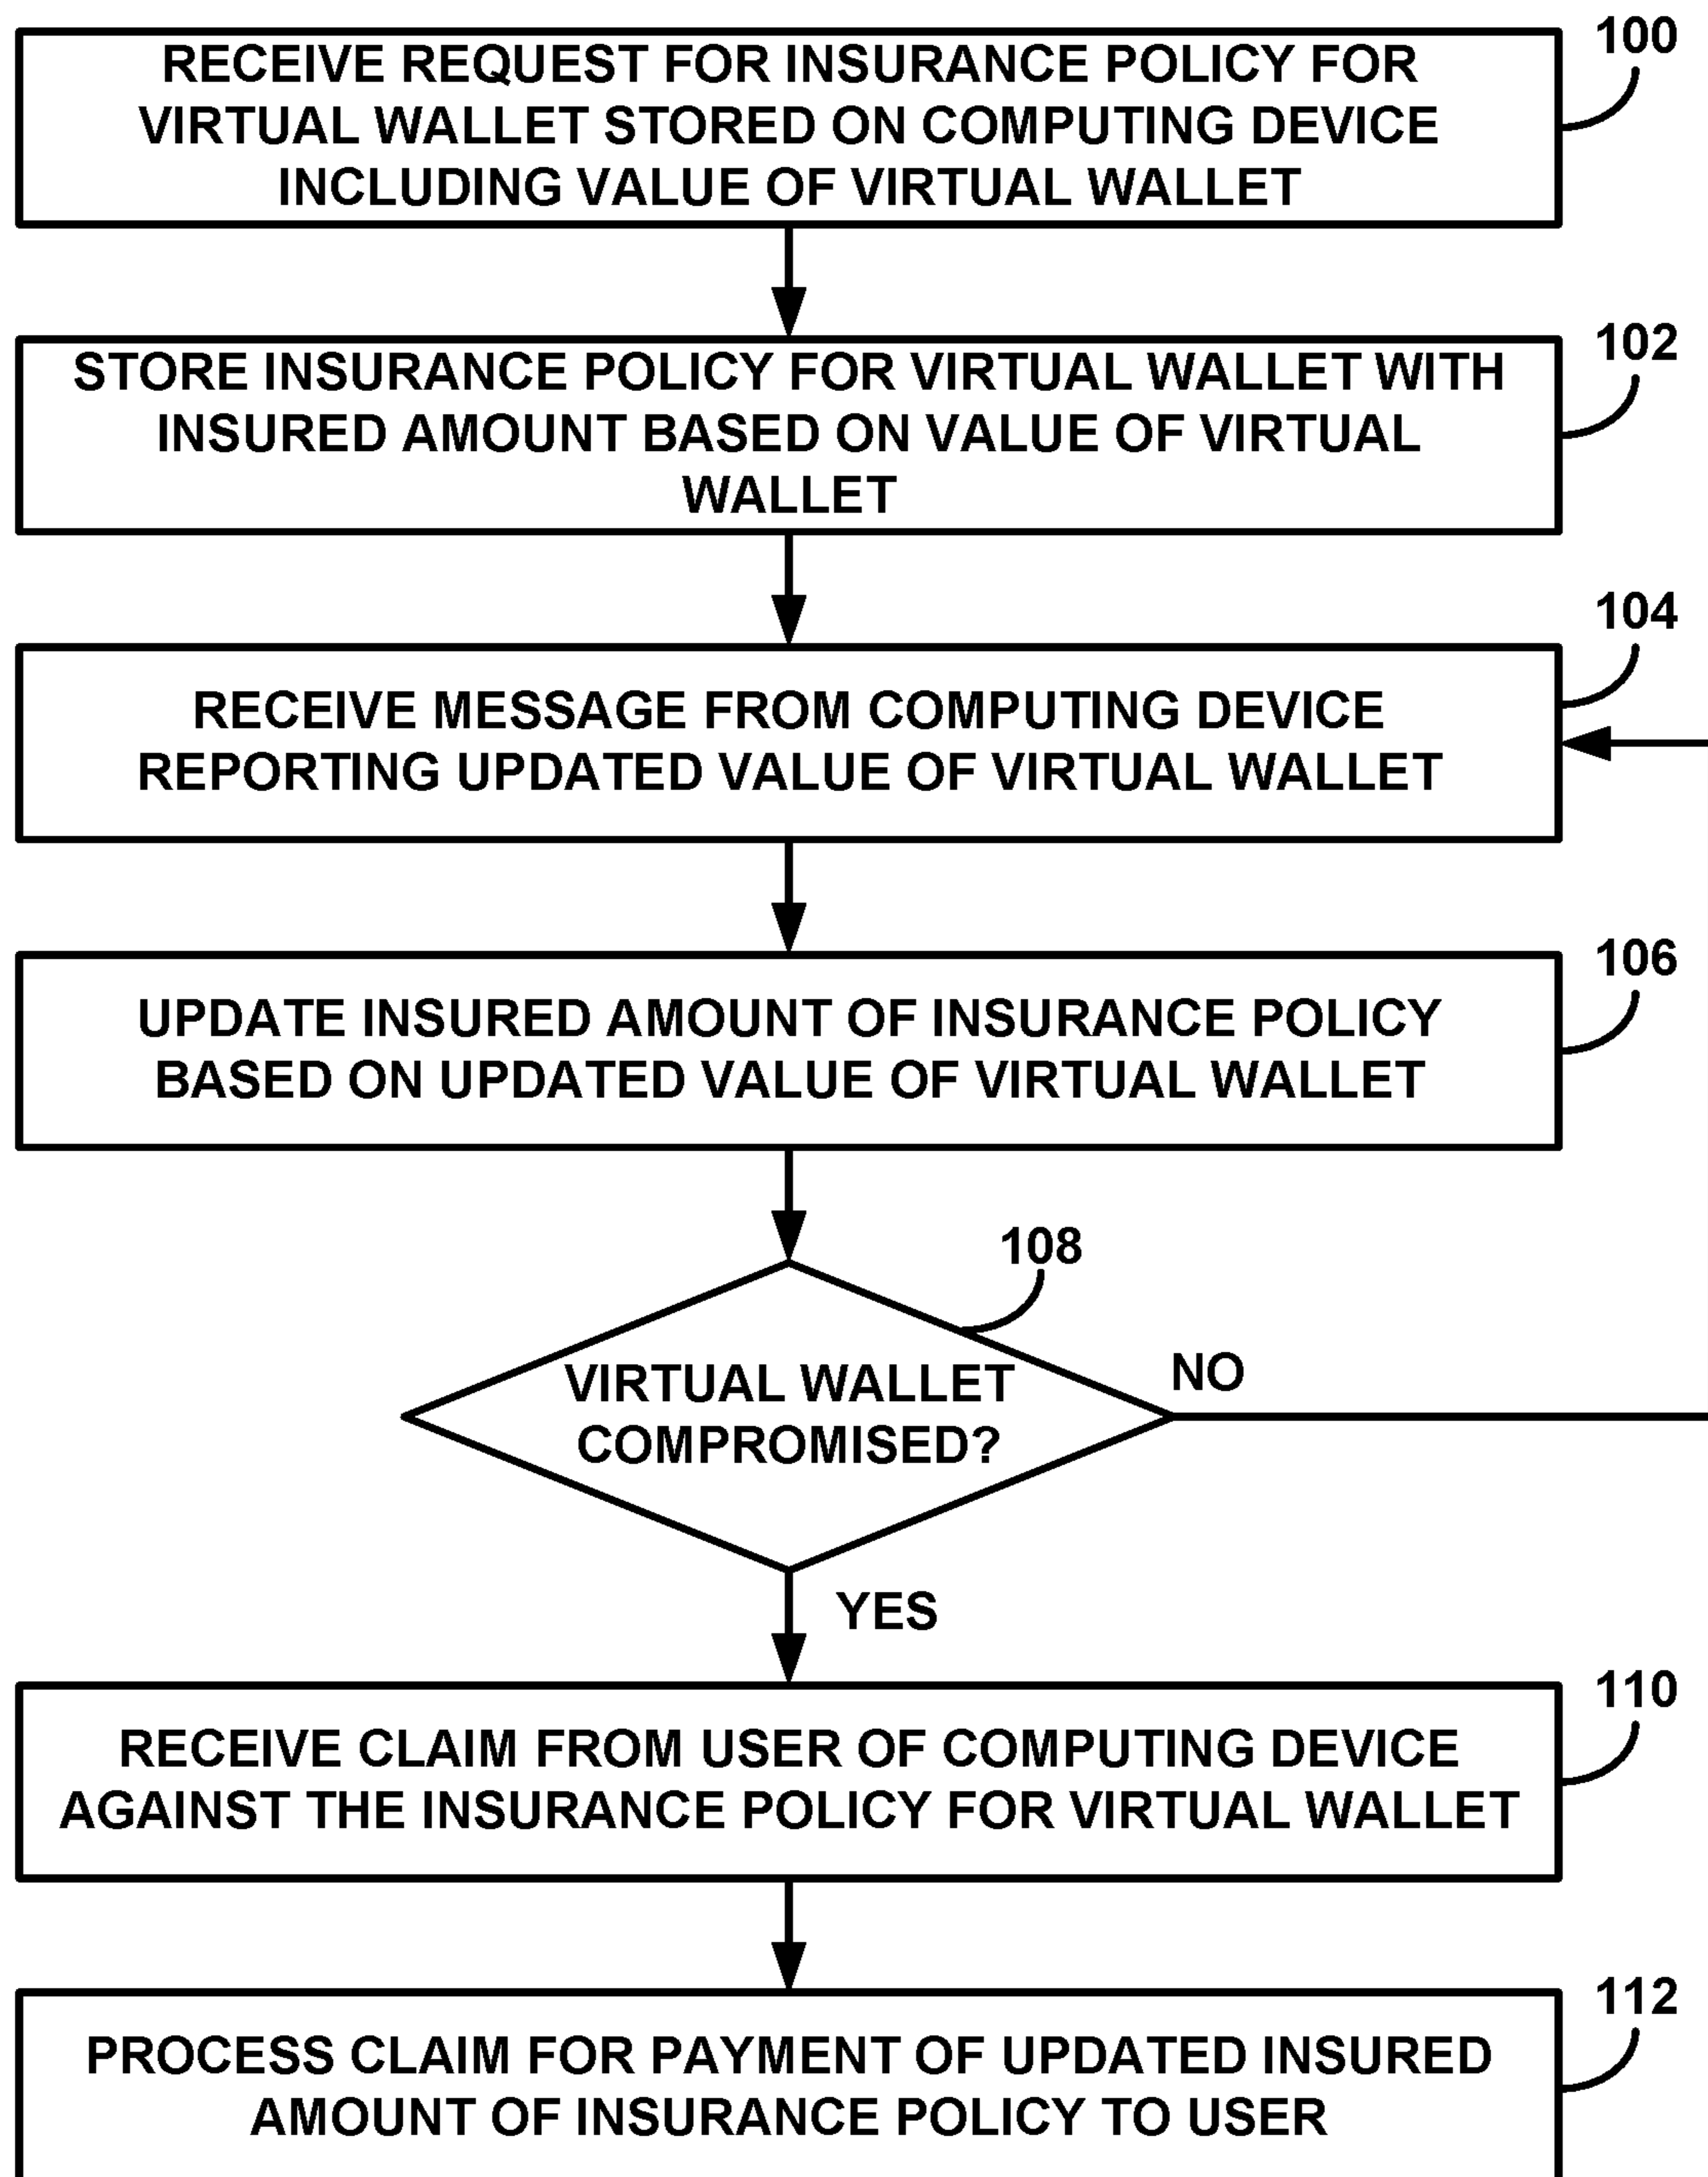 100
RECEIVE REQUEST FOR INSURANCE POLICY FOR
VIRTUAL WALLET STORED ON COMPUTING DEVICE
INCLUDING VALUE OF VIRTUAL WALLET
102
STORE INSURANCE POLICY FOR VIRTUAL WALLET WITH
INSURED AMOUNT BASED ON VALUE OF VIRTUAL
WALLET
104
RECEIVE MESSAGE FROM COMPUTING DEVICE
REPORTING UPDATED VALUE OF VIRTUAL WALLET
106
UPDATE INSURED AMOUNT OF INSURANCE POLICY
BASED ON UPDATED VALUE OF VIRTUAL WALLET
108
VIRTUAL WALLET
COMPROMISED?
NO
YES
110
RECEIVE CLAIM FROM USER OF COMPUTING DEVICE
AGAINST THE INSURANCE POLICY FOR VIRTUAL WALLET
112
PROCESS CLAIM FOR PAYMENT OF UPDATED INSURED
AMOUNT OF INSURANCE POLICY TO USER